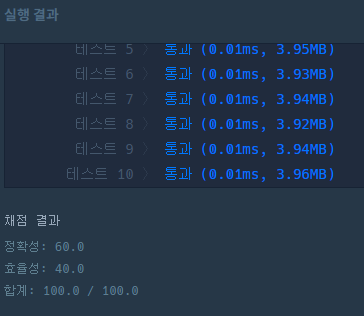 실행 결과
테스트 5 〉 통과 (0.01ms, 3.95MB)
테스트 6 〉 통과 (0.01ms, 3.93MB)
테스트 7 〉 통과 (0.01ms, 3.94MB)
테스트 8 〉 통과 (0.01ms, 3.92MB)
테스트 9 〉 통과 (0.01ms, 3.94MB)
테스트 10 〉 통과 (0.01ms, 3.96MB)
채점 결과
정확성: 60.0
효율성: 40.0
합계: 100.0 / 100.0